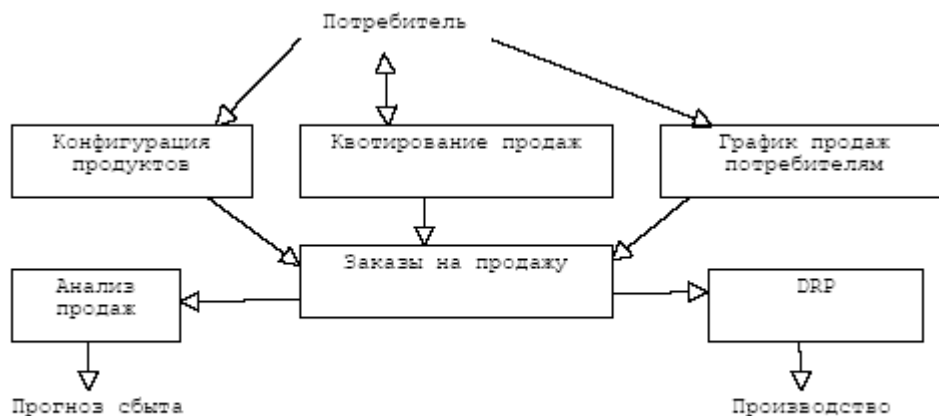 Потребитель
Конфигурация
продуктов
Квотирование продаж
График продаж
потребителям
Заказы на продажу
Анализ
продаж
DRP
Прогноз сбыта
Производство